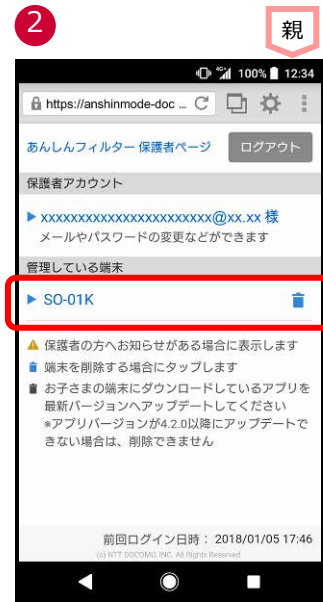 2
親
100% 12:34
https://anshinmode-doc ...
あんしんフィルター 保護者ページ
ログアウト
保護者アカウント
▶ xxxxxxxxxxxxxxxxxxxxxxx@xx.xx 様
メールやパスワードの変更などができます
管理している端末
▶ SO-01K
保護者の方へお知らせがある場合に表示します
端末を削除する場合にタップします
お子さまの端末にダウンロードしているアプリを
最新バージョンへアップデートしてください
※アプリバージョンが4.2.0以降にアップデートで
きない場合は、削除できません
前回ログイン日時： 2018/01/05 17:46
(c) NTT DOCOMO, INC. All Rights Reserved